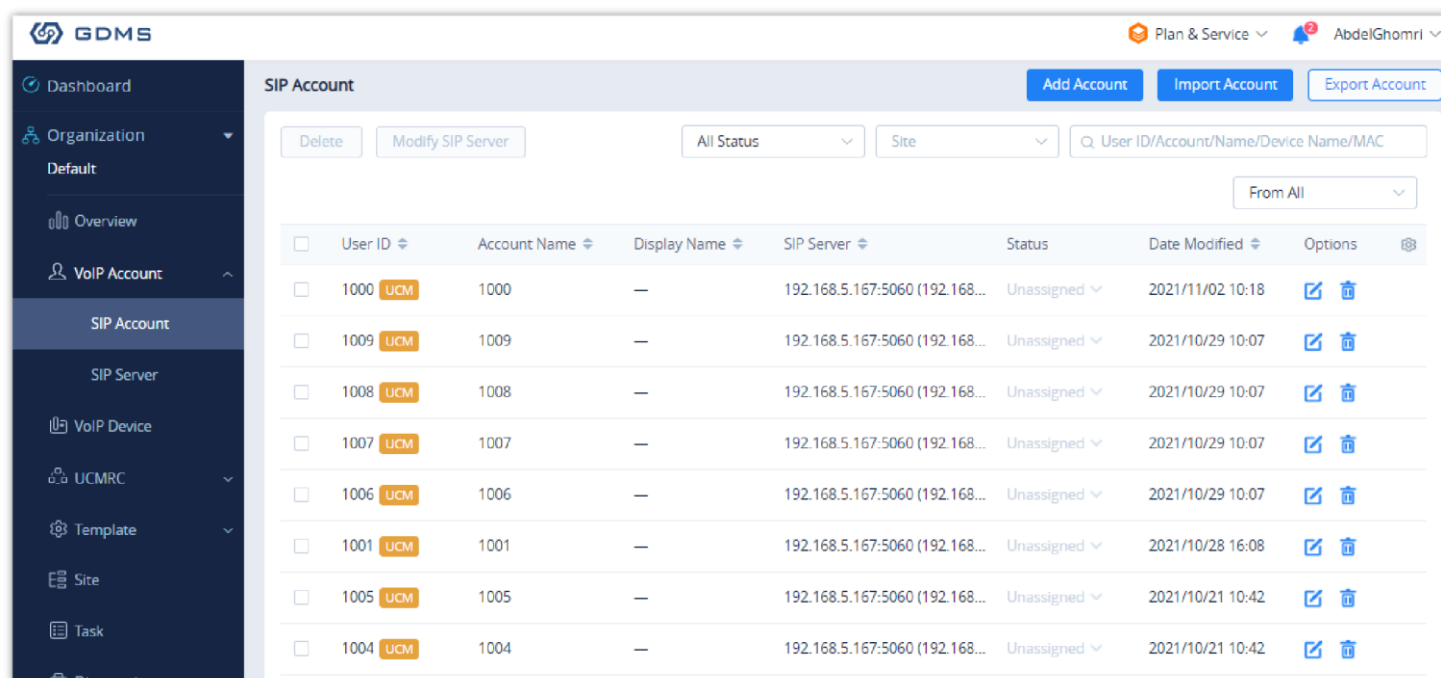 GDMS
Plan & Service
2
AbdelGhomri
Dashboard
Organization
Default
Overview
VoIP Account
SIP Account
SIP Server
VoIP Device
UCMRC
Template
Site
Task
SIP Account
Add Account
Import Account
Export Account
Delete
Modify SIP Server
All Status
Site
User ID/Account/Name/Device Name/MAC
From All
User ID Account Name Display Name SIP Server Status Date Modified Options
1000 UCM 1000 — 192.168.5.167:5060 (192.168... Unassigned 2021/11/02 10:18
1009 UCM 1009 — 192.168.5.167:5060 (192.168... Unassigned 2021/10/29 10:07
1008 UCM 1008 — 192.168.5.167:5060 (192.168... Unassigned 2021/10/29 10:07
1007 UCM 1007 — 192.168.5.167:5060 (192.168... Unassigned 2021/10/29 10:07
1006 UCM 1006 — 192.168.5.167:5060 (192.168... Unassigned 2021/10/29 10:07
1001 UCM 1001 — 192.168.5.167:5060 (192.168... Unassigned 2021/10/28 16:08
1005 UCM 1005 — 192.168.5.167:5060 (192.168... Unassigned 2021/10/21 10:42
1004 UCM 1004 — 192.168.5.167:5060 (192.168... Unassigned 2021/10/21 10:42